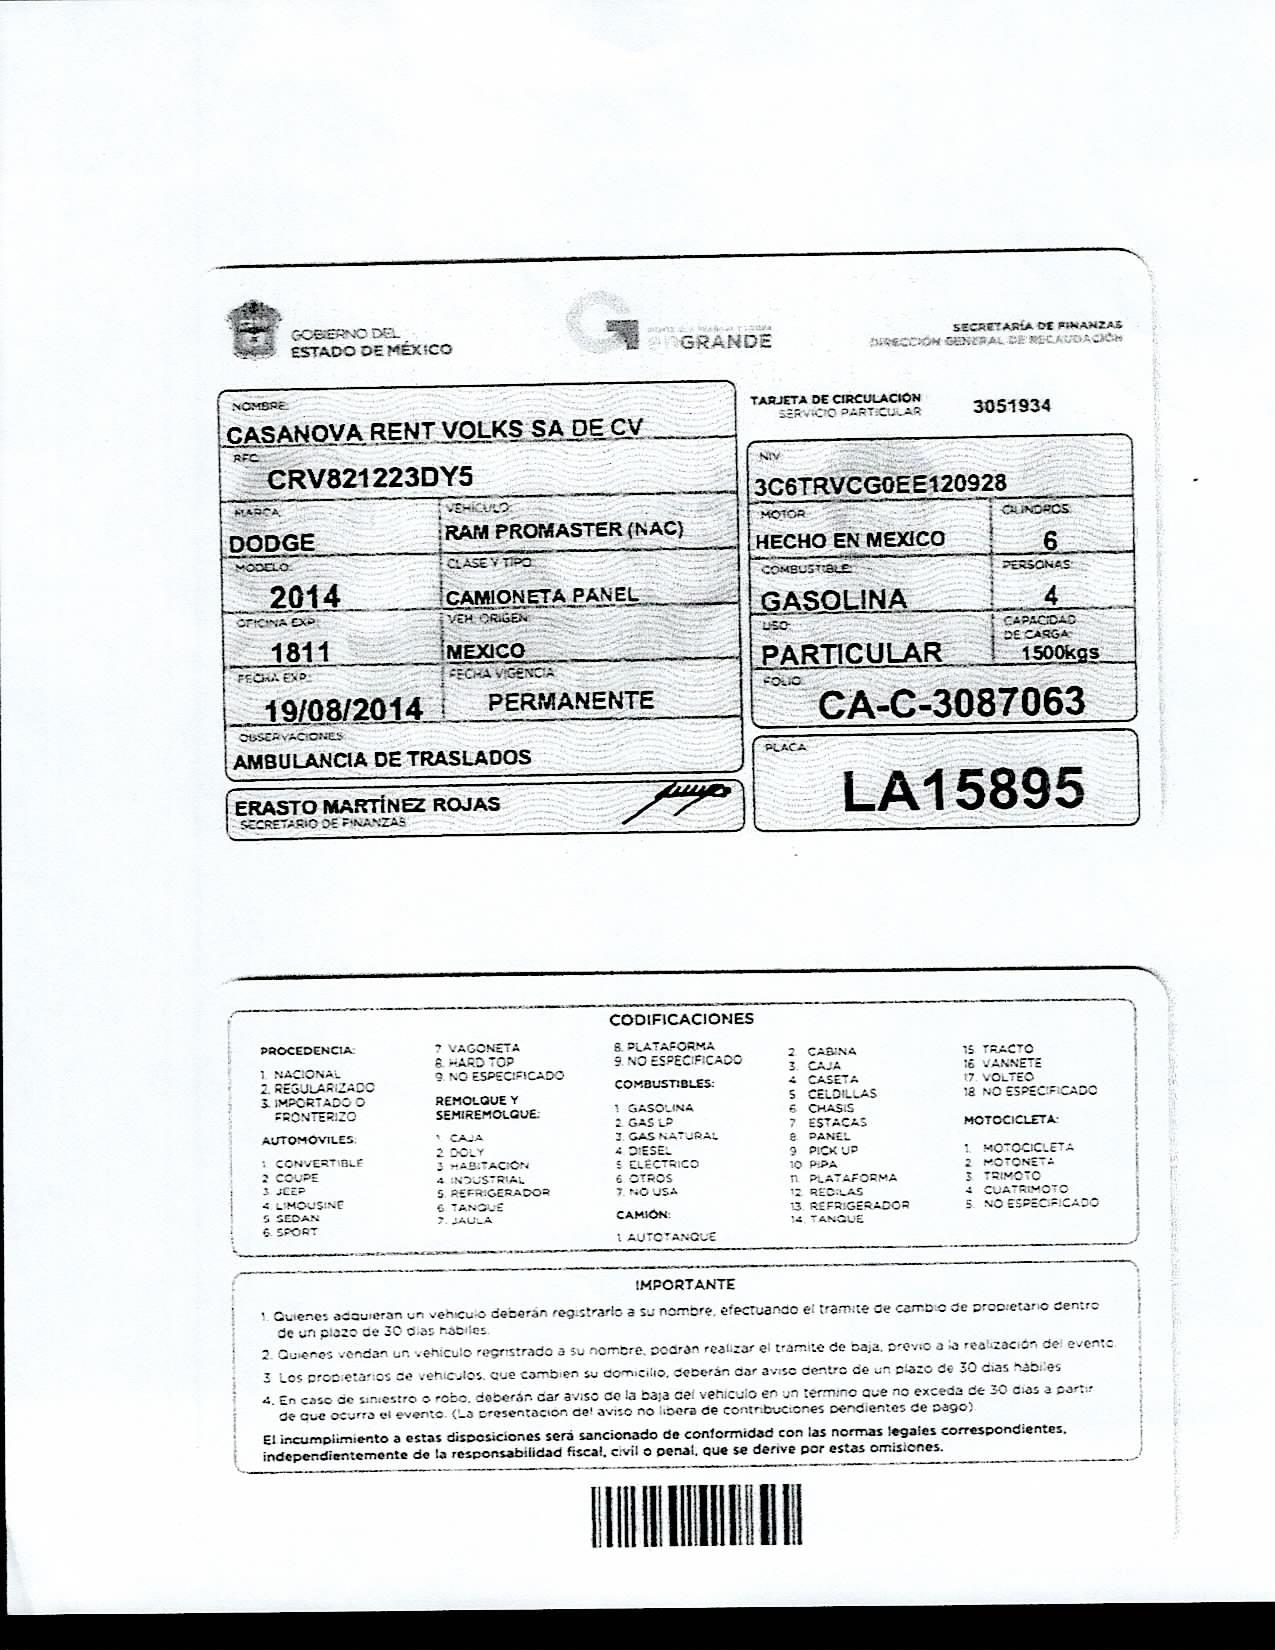 GOBIERNO DEL
ESTADO DE MÉXICO
GRANDE
SECRETARÍA DE FINANZAS
DIRECCIÓN GENERAL DE RECAUDACIÓN
TARJETA DE CIRCULACIÓN
SERVICIO PARTICULAR
3051934
NOMBRE:
CASANOVA RENT VOLKS SA DE CV
RFC
CRV821223DY5
MARCA
DODGE
VEHÍCULO:
RAM PROMASTER (NAC)
MODELO:
2014
CLASE Y TIPO:
CAMIONETA PANEL
OFICINA EXP.
1811
VEH. ORIGEN:
MEXICO
FECHA EXP.:
19/08/2014
FECHA VIGENCIA
PERMANENTE
OBSERVACIONES
AMBULANCIA DE TRASLADOS
ERASTO MARTÍNEZ ROJAS
SECRETARIO DE FINANZAS
NIV
3C6TRVCG0EE120928
MOTOR
HECHO EN MEXICO
CILINDROS:
6
COMBUSTIBLE:
GASOLINA
PERSONAS:
4
USO:
PARTICULAR
CAPACIDAD
DE CARGA:
1500kgs
FOLIO
CA-C-3087063
PLACA
LA15895
CODIFICACIONES
PROCEDENCIA:
1. NACIONAL
2. REGULARIZADO
3. IMPORTADO O
FRONTERIZO
AUTOMÓVILES:
1 CONVERTIBLE
2 COUPE
3 JEEP
4. LIMOUSINE
5 SEDAN
6. SPORT
7 VAGONETA
8. HARD TOP
9. NO ESPECIFICADO
REMOLQUE Y
SEMIREMOLQUE:
1. CAJA
2 DOLY
3 HABITACIÓN
4. INDUSTRIAL
5. REFRIGERADOR
6 TANQUE
7. JAULA
8. PLATAFORMA
9. NO ESPECIFICADO
COMBUSTIBLES:
1 GASOLINA
2. GAS LP
3. GAS NATURAL
4. DIESEL
5 ELÉCTRICO
6 OTROS
7. NO USA
CAMIÓN:
1. AUTOTANQUE
2. CABINA
3. CAJA
4 CASETA
5 CELDILLAS
6 CHASIS
7 ESTACAS
8 PANEL
9 PICK UP
10 PIPA
11. PLATAFORMA
12 REDILAS
13. REFRIGERADOR
14. TANQUE
15 TRACTO
16 VANNETE
17. VOLTEO
18 NO ESPECIFICADO
MOTOCICLETA:
1. MOTOCICLETA
2 MOTONETA
3 TRIMOTO
4 CUATRIMOTO
5. NO ESPECIFICADO
IMPORTANTE
1. Quienes adquieran un vehículo deberán registrarlo a su nombre, efectuando el trámite de cambio de propietario dentro
de un plazo de 30 días hábiles.
2. Quienes vendan un vehículo regristrado a su nombre, podrán realizar el trámite de baja, previo a la realización del evento.
3 Los propietarios de vehículos, que cambien su domicilio, deberán dar aviso dentro de un plazo de 30 días hábiles
4. En caso de siniestro o robo, deberán dar aviso de la baja del vehículo en un término que no exceda de 30 días a partir
de que ocurra el evento. (La presentación del aviso no libera de contribuciones pendientes de pago).
El incumplimiento a estas disposiciones será sancionado de conformidad con las normas legales correspondientes,
independientemente de la responsabilidad fiscal, civil o penal, que se derive por estas omisiones.